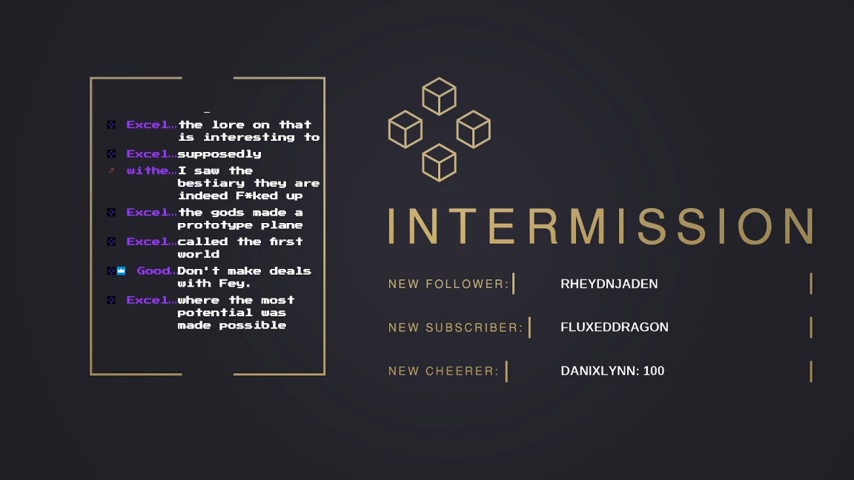 Excel…the lore on that
is interesting to
Excel…supposedly
withe…I saw the
bestiary they are
indeed F*ked up
Excel…the gods made a
prototype plane
Excel…called the first
world
Good…Don't make deals
with Fey.
Excel…where the most
potential was
made possible
INTERMISSION
NEW FOLLOWER: RHEYDNJADEN
NEW SUBSCRIBER: FLUXEDDRAGON
NEW CHEERER: DANIXLYNN: 100